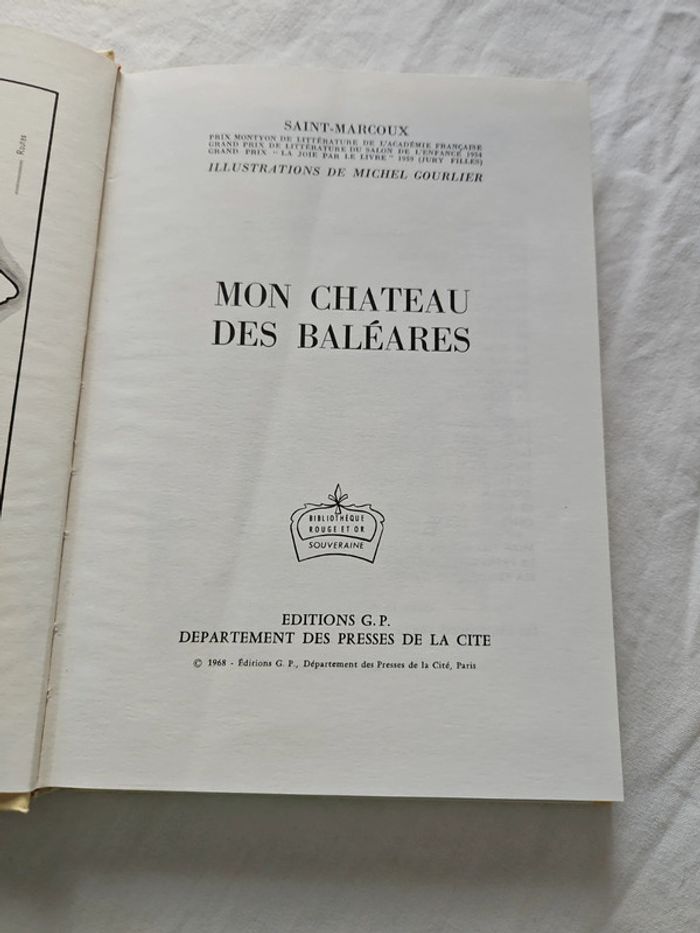 Routes
SAINT-MARCOUX
PRIX MONTYON DE LITTÉRATURE DE L'ACADÉMIE FRANÇAISE
GRAND PRIX DE LITTÉRATURE DU SALON DE L'ENFANCE 1954
GRAND PRIX "LA JOIE PAR LE LIVRE" 1959 (JURY FILLES)
ILLUSTRATIONS DE MICHEL GOURLIER
MON CHATEAU
DES BALÉARES
BIBLIOTHÈQUE
ROUGE ET OR
SOUVERAINE
EDITIONS G. P.
DEPARTEMENT DES PRESSES DE LA CITE
© 1968 - Éditions G. P., Département des Presses de la Cité, Paris